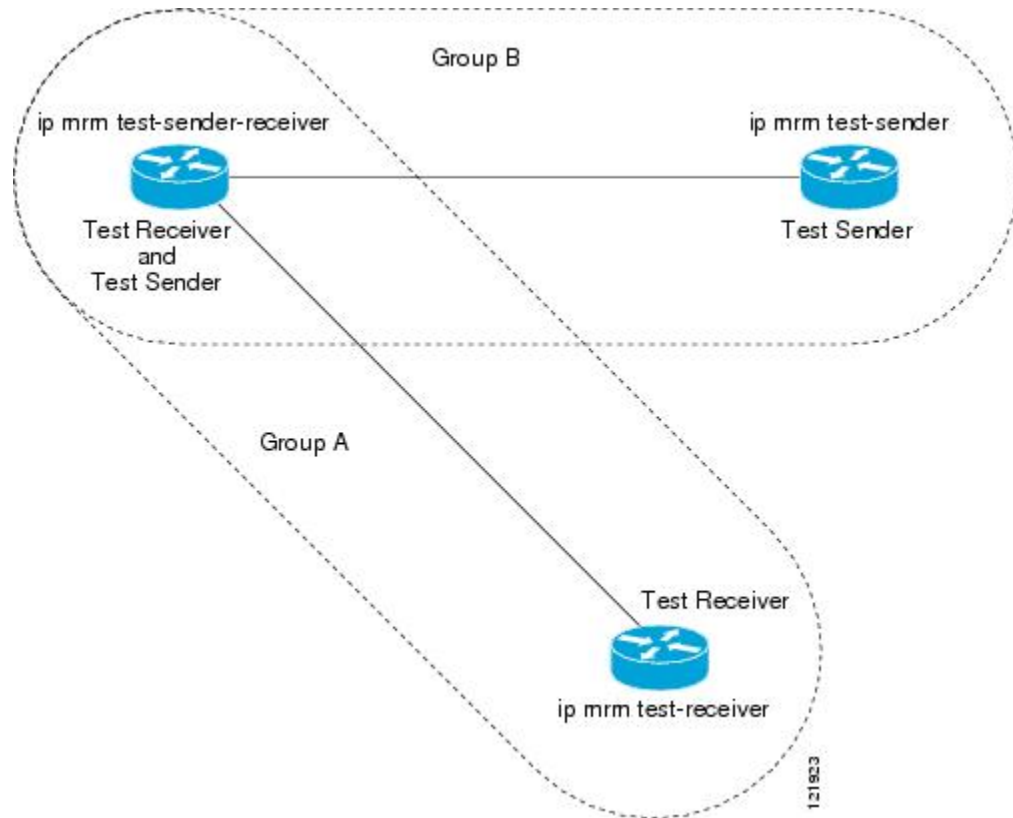 Group B
ip mrm test-sender-receiver
ip mrm test-sender
Test Receiver
and
Test Sender
Test Sender
Group A
Test Receiver
ip mrm test-receiver
121923